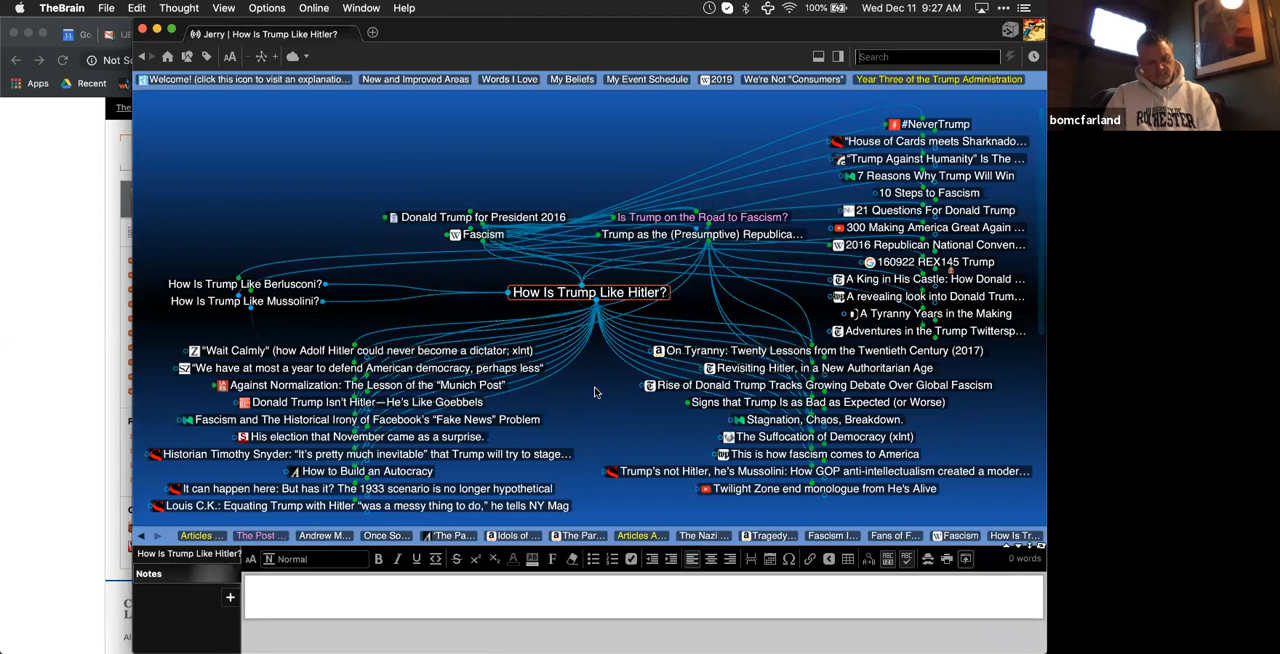 TheBrain File Edit Thought View Options Online Window Help 100% Wed Dec 11 9:27 AM
Jerry | How Is Trump Like Hitler?
Not S
Apps Recent
Search
Welcome! (click this icon to visit an explanatio... New and Improved Areas Words I Love My Beliefs My Event Schedule 2019 We're Not "Consumers" Year Three of the Trump Administration
The
bomcfarland
ROCHESTER
#NeverTrump
"House of Cards meets Sharknado...
"Trump Against Humanity" Is The ...
7 Reasons Why Trump Will Win
10 Steps to Fascism
21 Questions For Donald Trump
300 Making America Great Again ...
2016 Republican National Conven...
160922 REX145 Trump
A King in His Castle: How Donald ...
A revealing look into Donald Trum...
A Tyranny Years in the Making
Adventures in the Trump Twittersp...
Donald Trump for President 2016
Is Trump on the Road to Fascism?
Fascism
Trump as the (Presumptive) Republica...
How Is Trump Like Berlusconi?
How Is Trump Like Mussolini?
How Is Trump Like Hitler?
"Wait Calmly" (how Adolf Hitler could never become a dictator; xlnt)
"We have at most a year to defend American democracy, perhaps less"
Against Normalization: The Lesson of the "Munich Post"
Donald Trump Isn't Hitler—He's Like Goebbels
Fascism and The Historical Irony of Facebook's "Fake News" Problem
His election that November came as a surprise.
Historian Timothy Snyder: "It's pretty much inevitable" that Trump will try to stage...
How to Build an Autocracy
It can happen here: But has it? The 1933 scenario is no longer hypothetical
Louis C.K.: Equating Trump with Hitler "was a messy thing to do," he tells NY Mag
On Tyranny: Twenty Lessons from the Twentieth Century (2017)
Revisiting Hitler, in a New Authoritarian Age
Rise of Donald Trump Tracks Growing Debate Over Global Fascism
Signs that Trump Is as Bad as Expected (or Worse)
Stagnation, Chaos, Breakdown.
The Suffocation of Democracy (xlnt)
This is how fascism comes to America
Trump's not Hitler, he's Mussolini: How GOP anti-intellectualism created a moder...
Twilight Zone end monologue from He's Alive
Articles ... The Post ... Andrew M... Once So... 'The Pa... Idols of ... The Par... Articles A... The Nazi ... Tragedy... Fascism I... Fans of F... Fascism How Is Tr...
How Is Trump Like Hitler?
Normal
0 words
Notes